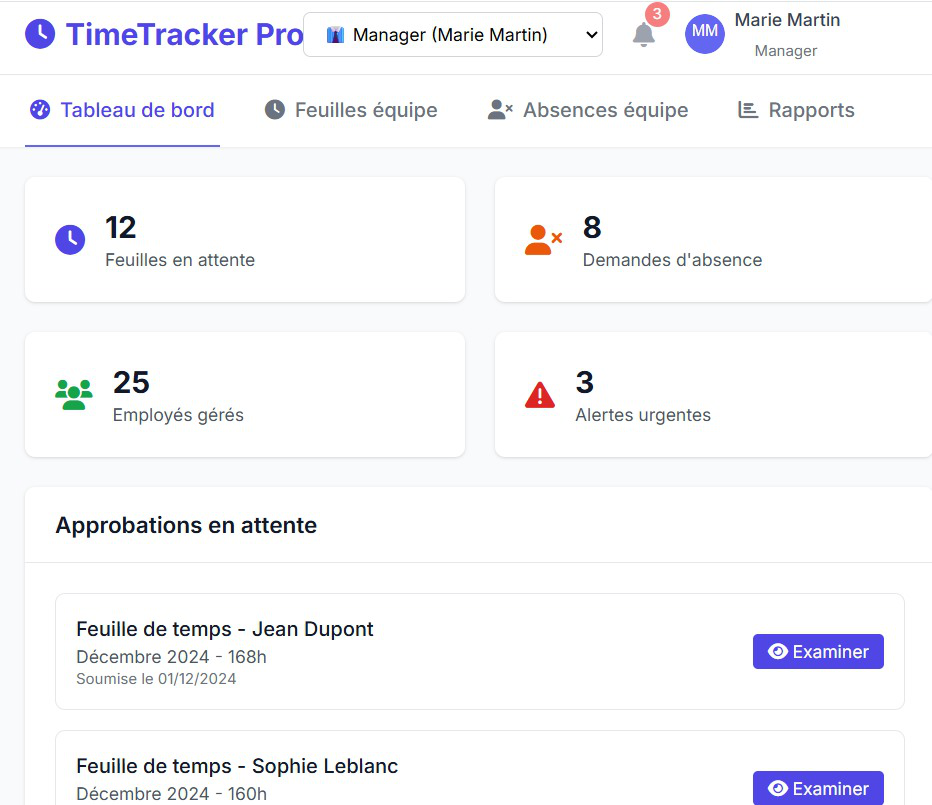 TimeTracker Pro
Manager (Marie Martin)
3
MM
Marie Martin
Manager
Tableau de bord
Feuilles équipe
Absences équipe
Rapports
12
Feuilles en attente
8
Demandes d'absence
25
Employés gérés
3
Alertes urgentes
Approbations en attente
Feuille de temps - Jean Dupont
Décembre 2024 - 168h
Soumise le 01/12/2024
Examiner
Feuille de temps - Sophie Leblanc
Décembre 2024 - 160h
Examiner